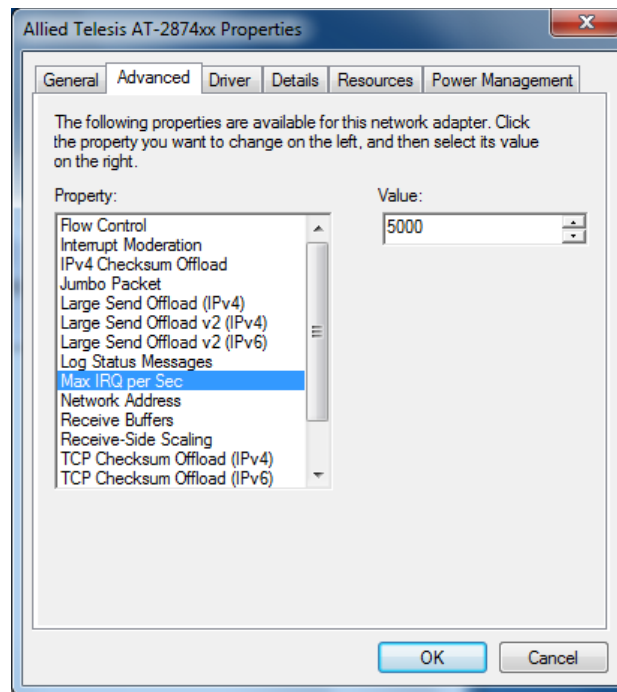 Allied Telesis AT-2874xx Properties
General Advanced Driver Details Resources Power Management
The following properties are available for this network adapter. Click
the property you want to change on the left, and then select its value
on the right.
Property:
Value:
Flow Control
Interrupt Moderation
IPv4 Checksum Offload
Jumbo Packet
Large Send Offload (IPv4)
Large Send Offload v2 (IPv4)
Large Send Offload v2 (IPv6)
Log Status Messages
Max IRQ per Sec
Network Address
Receive Buffers
Receive-Side Scaling
TCP Checksum Offload (IPv4)
TCP Checksum Offload (IPv6)
5000
OK Cancel